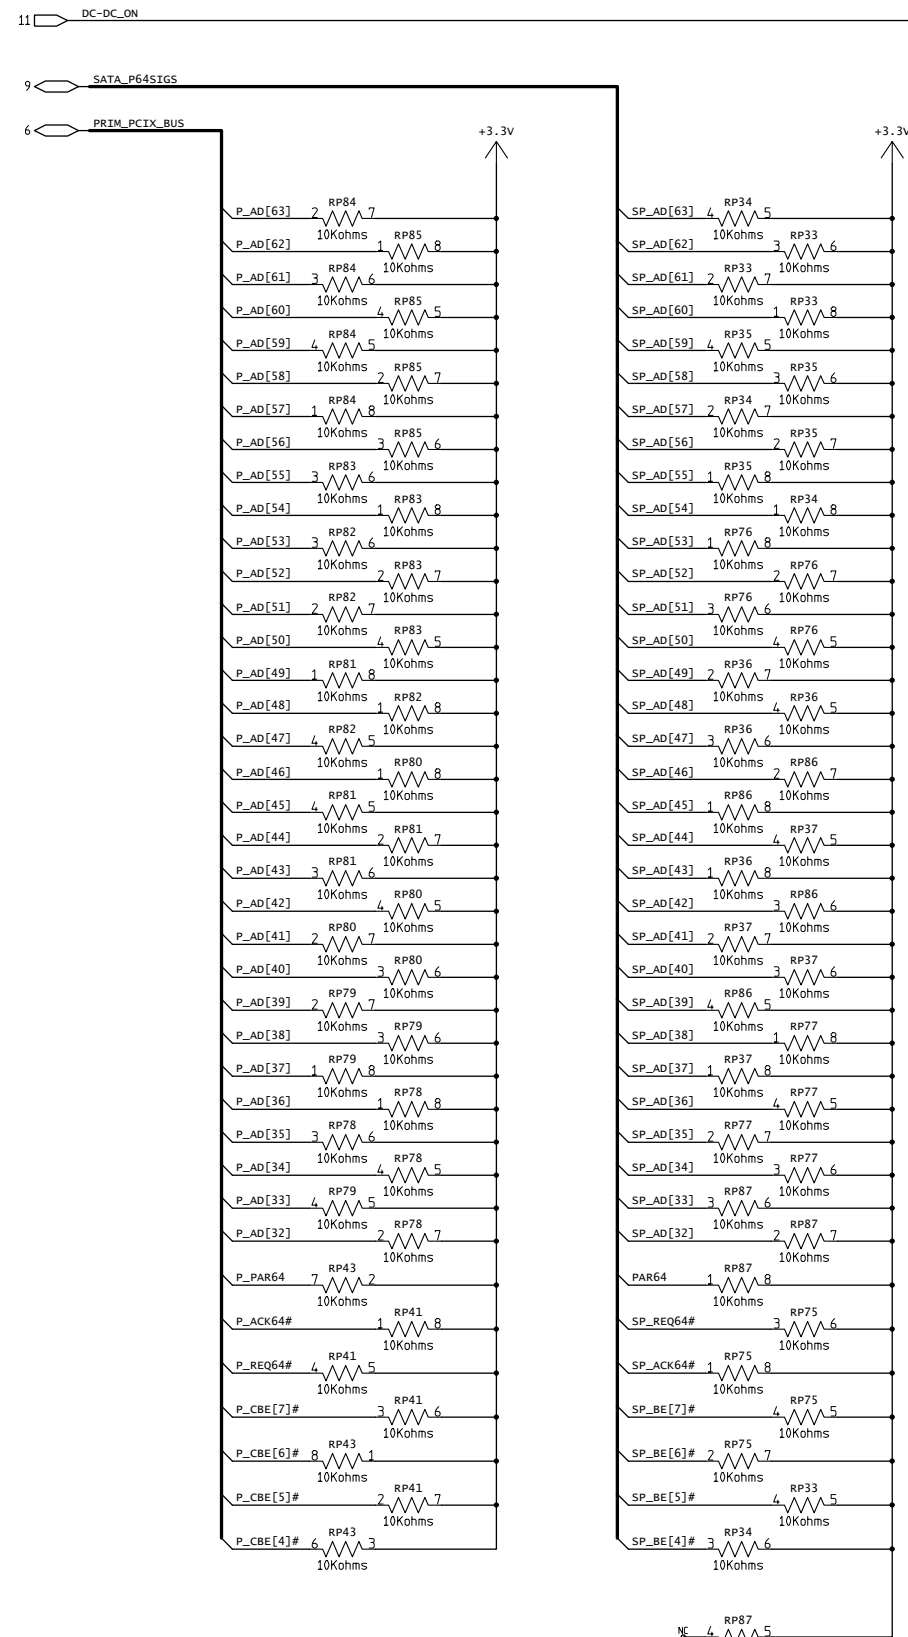 11 DC-DC_ON
9 SATA_P64SIGS
6 PRIM_PCIX_BUS
+3.3V
+3.3V
P_AD[63] 2 RP84 7 10Kohms
P_AD[62] 1 RP85 8 10Kohms
P_AD[61] 3 RP84 6 10Kohms
P_AD[60] 4 RP85 5 10Kohms
P_AD[59] 4 RP84 5 10Kohms
P_AD[58] 2 RP85 7 10Kohms
P_AD[57] 1 RP84 8 10Kohms
P_AD[56] 3 RP85 6 10Kohms
P_AD[55] 3 RP83 6 10Kohms
P_AD[54] 1 RP83 8 10Kohms
P_AD[53] 3 RP82 6 10Kohms
P_AD[52] 2 RP83 7 10Kohms
P_AD[51] 2 RP82 7 10Kohms
P_AD[50] 4 RP83 5 10Kohms
P_AD[49] 1 RP81 8 10Kohms
P_AD[48] 1 RP82 8 10Kohms
P_AD[47] 4 RP82 5 10Kohms
P_AD[46] 1 RP80 8 10Kohms
P_AD[45] 4 RP81 5 10Kohms
P_AD[44] 2 RP81 7 10Kohms
P_AD[43] 3 RP81 6 10Kohms
P_AD[42] 4 RP80 5 10Kohms
P_AD[41] 2 RP80 7 10Kohms
P_AD[40] 3 RP80 6 10Kohms
P_AD[39] 2 RP79 7 10Kohms
P_AD[38] 3 RP79 6 10Kohms
P_AD[37] 1 RP79 8 10Kohms
P_AD[36] 1 RP78 8 10Kohms
P_AD[35] 3 RP78 6 10Kohms
P_AD[34] 4 RP78 5 10Kohms
P_AD[33] 4 RP79 5 10Kohms
P_AD[32] 2 RP78 7 10Kohms
P_PAR64 7 RP43 2 10Kohms
P_ACK64# 1 RP41 8 10Kohms
P_REQ64# 4 RP41 5 10Kohms
P_CBE[7]# 3 RP41 6 10Kohms
P_CBE[6]# 8 RP43 1 10Kohms
P_CBE[5]# 2 RP41 7 10Kohms
P_CBE[4]# 6 RP43 3 10Kohms
SP_AD[63] 4 RP34 5 10Kohms
SP_AD[62] 3 RP33 6 10Kohms
SP_AD[61] 2 RP33 7 10Kohms
SP_AD[60] 1 RP33 8 10Kohms
SP_AD[59] 4 RP35 5 10Kohms
SP_AD[58] 3 RP35 6 10Kohms
SP_AD[57] 2 RP34 7 10Kohms
SP_AD[56] 2 RP35 7 10Kohms
SP_AD[55] 1 RP35 8 10Kohms
SP_AD[54] 1 RP34 8 10Kohms
SP_AD[53] 1 RP76 8 10Kohms
SP_AD[52] 2 RP76 7 10Kohms
SP_AD[51] 3 RP76 6 10Kohms
SP_AD[50] 4 RP76 5 10Kohms
SP_AD[49] 2 RP36 7 10Kohms
SP_AD[48] 4 RP36 5 10Kohms
SP_AD[47] 3 RP36 6 10Kohms
SP_AD[46] 2 RP86 7 10Kohms
SP_AD[45] 1 RP86 8 10Kohms
SP_AD[44] 4 RP37 5 10Kohms
SP_AD[43] 1 RP36 8 10Kohms
SP_AD[42] 3 RP86 6 10Kohms
SP_AD[41] 2 RP37 7 10Kohms
SP_AD[40] 3 RP37 6 10Kohms
SP_AD[39] 4 RP86 5 10Kohms
SP_AD[38] 1 RP77 8 10Kohms
SP_AD[37] 1 RP37 8 10Kohms
SP_AD[36] 4 RP77 5 10Kohms
SP_AD[35] 2 RP77 7 10Kohms
SP_AD[34] 3 RP77 6 10Kohms
SP_AD[33] 3 RP87 6 10Kohms
SP_AD[32] 2 RP87 7 10Kohms
PAR64 1 RP87 8 10Kohms
SP_REQ64# 3 RP75 6 10Kohms
SP_ACK64# 1 RP75 8 10Kohms
SP_BE[7]# 4 RP75 5 10Kohms
SP_BE[6]# 2 RP75 7 10Kohms
SP_BE[5]# 4 RP33 5 10Kohms
SP_BE[4]# 3 RP34 6 10Kohms
NC 4 RP87 5